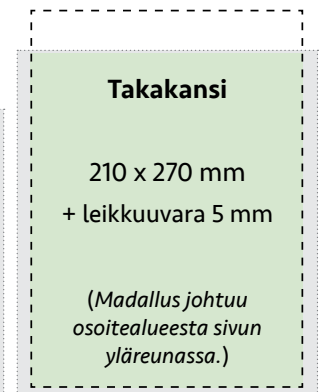 Takakansi
210 x 270 mm
+ leikkuuvara 5 mm
(Madallus johtuu
osoitealueesta sivun
yläreunassa.)